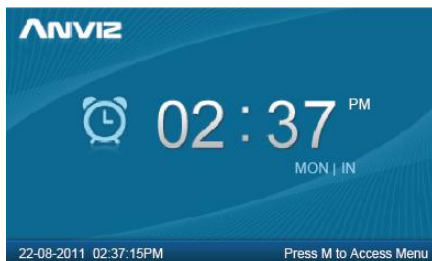 ANVIZ
02:37 PM
MON | IN
22-08-2011 02:37:15PM Press M to Access Menu